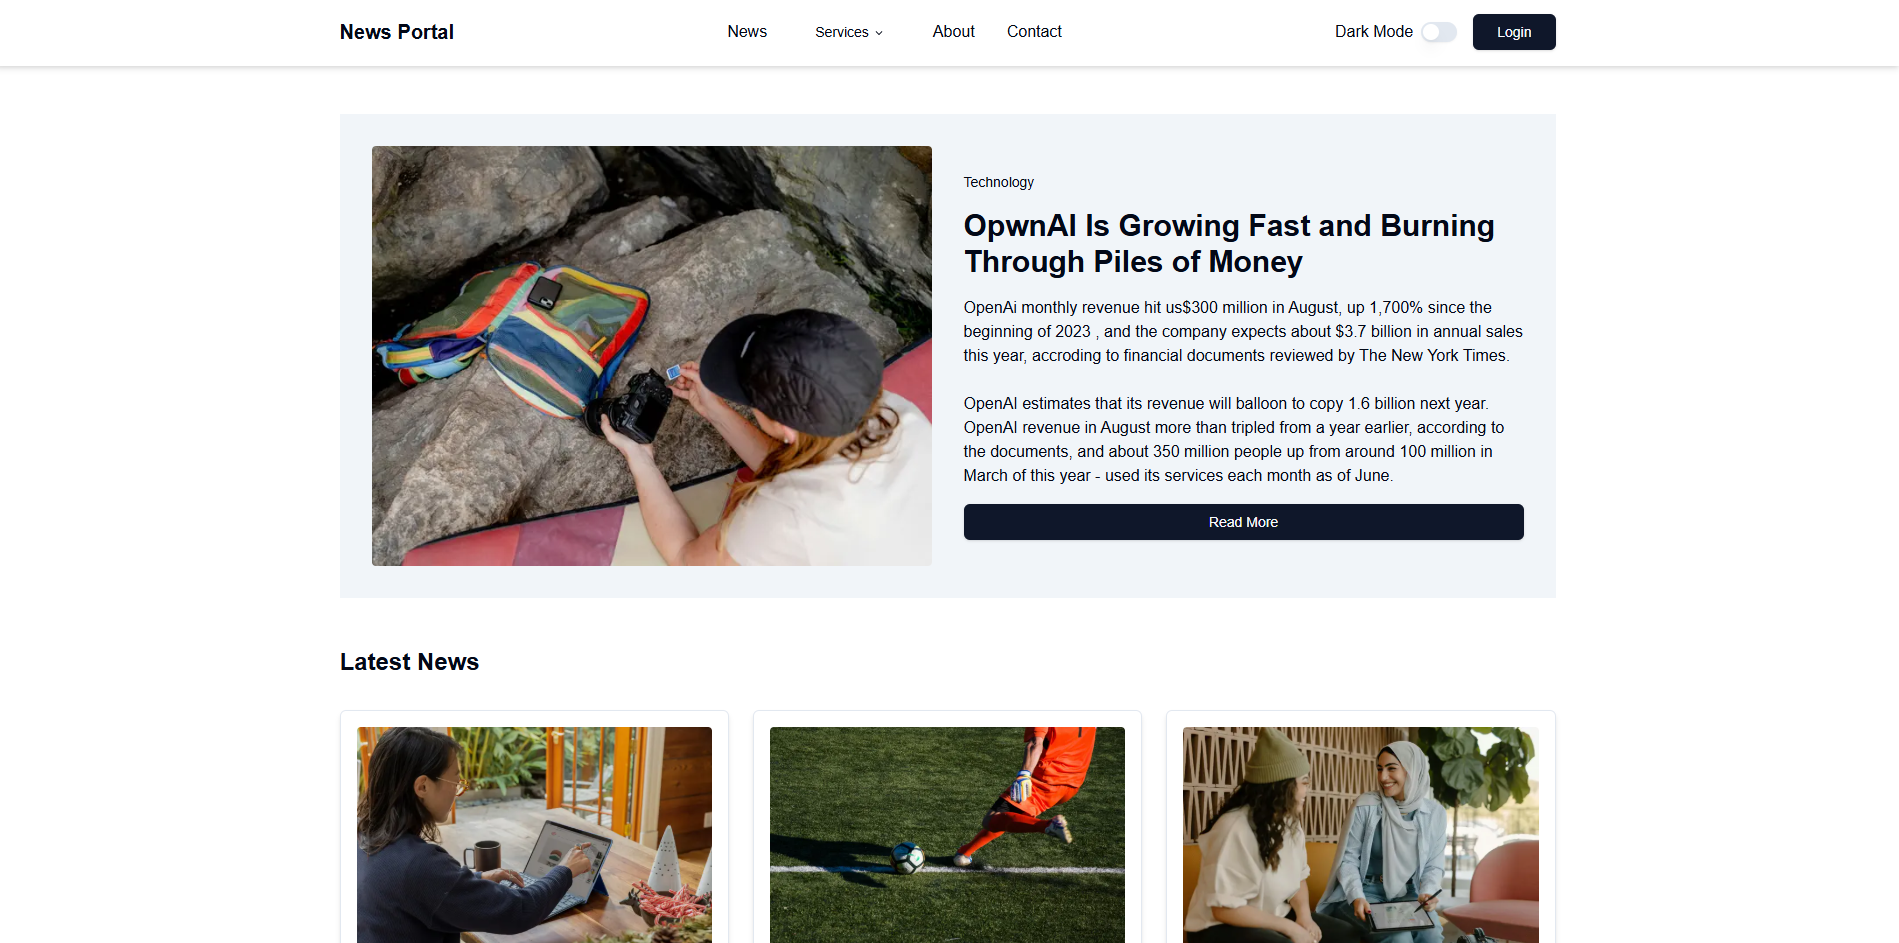 News Portal
News
Services
About
Contact
Dark Mode
Login
Technology
OpwnAI Is Growing Fast and Burning
Through Piles of Money
OpenAi monthly revenue hit us$300 million in August, up 1,700% since the
beginning of 2023 , and the company expects about $3.7 billion in annual sales
this year, accroding to financial documents reviewed by The New York Times.
OpenAI estimates that its revenue will balloon to copy 1.6 billion next year.
OpenAI revenue in August more than tripled from a year earlier, according to
the documents, and about 350 million people up from around 100 million in
March of this year - used its services each month as of June.
Read More
Latest News